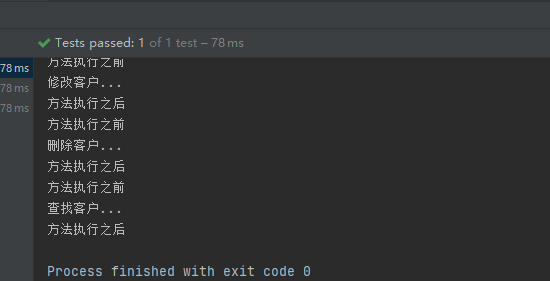 Tests passed: 1 of 1 test – 78 ms
78 ms
78 ms
78 ms
方法执行之前
修改客户...
方法执行之后
方法执行之前
删除客户...
方法执行之后
方法执行之前
查找客户...
方法执行之后
Process finished with exit code 0